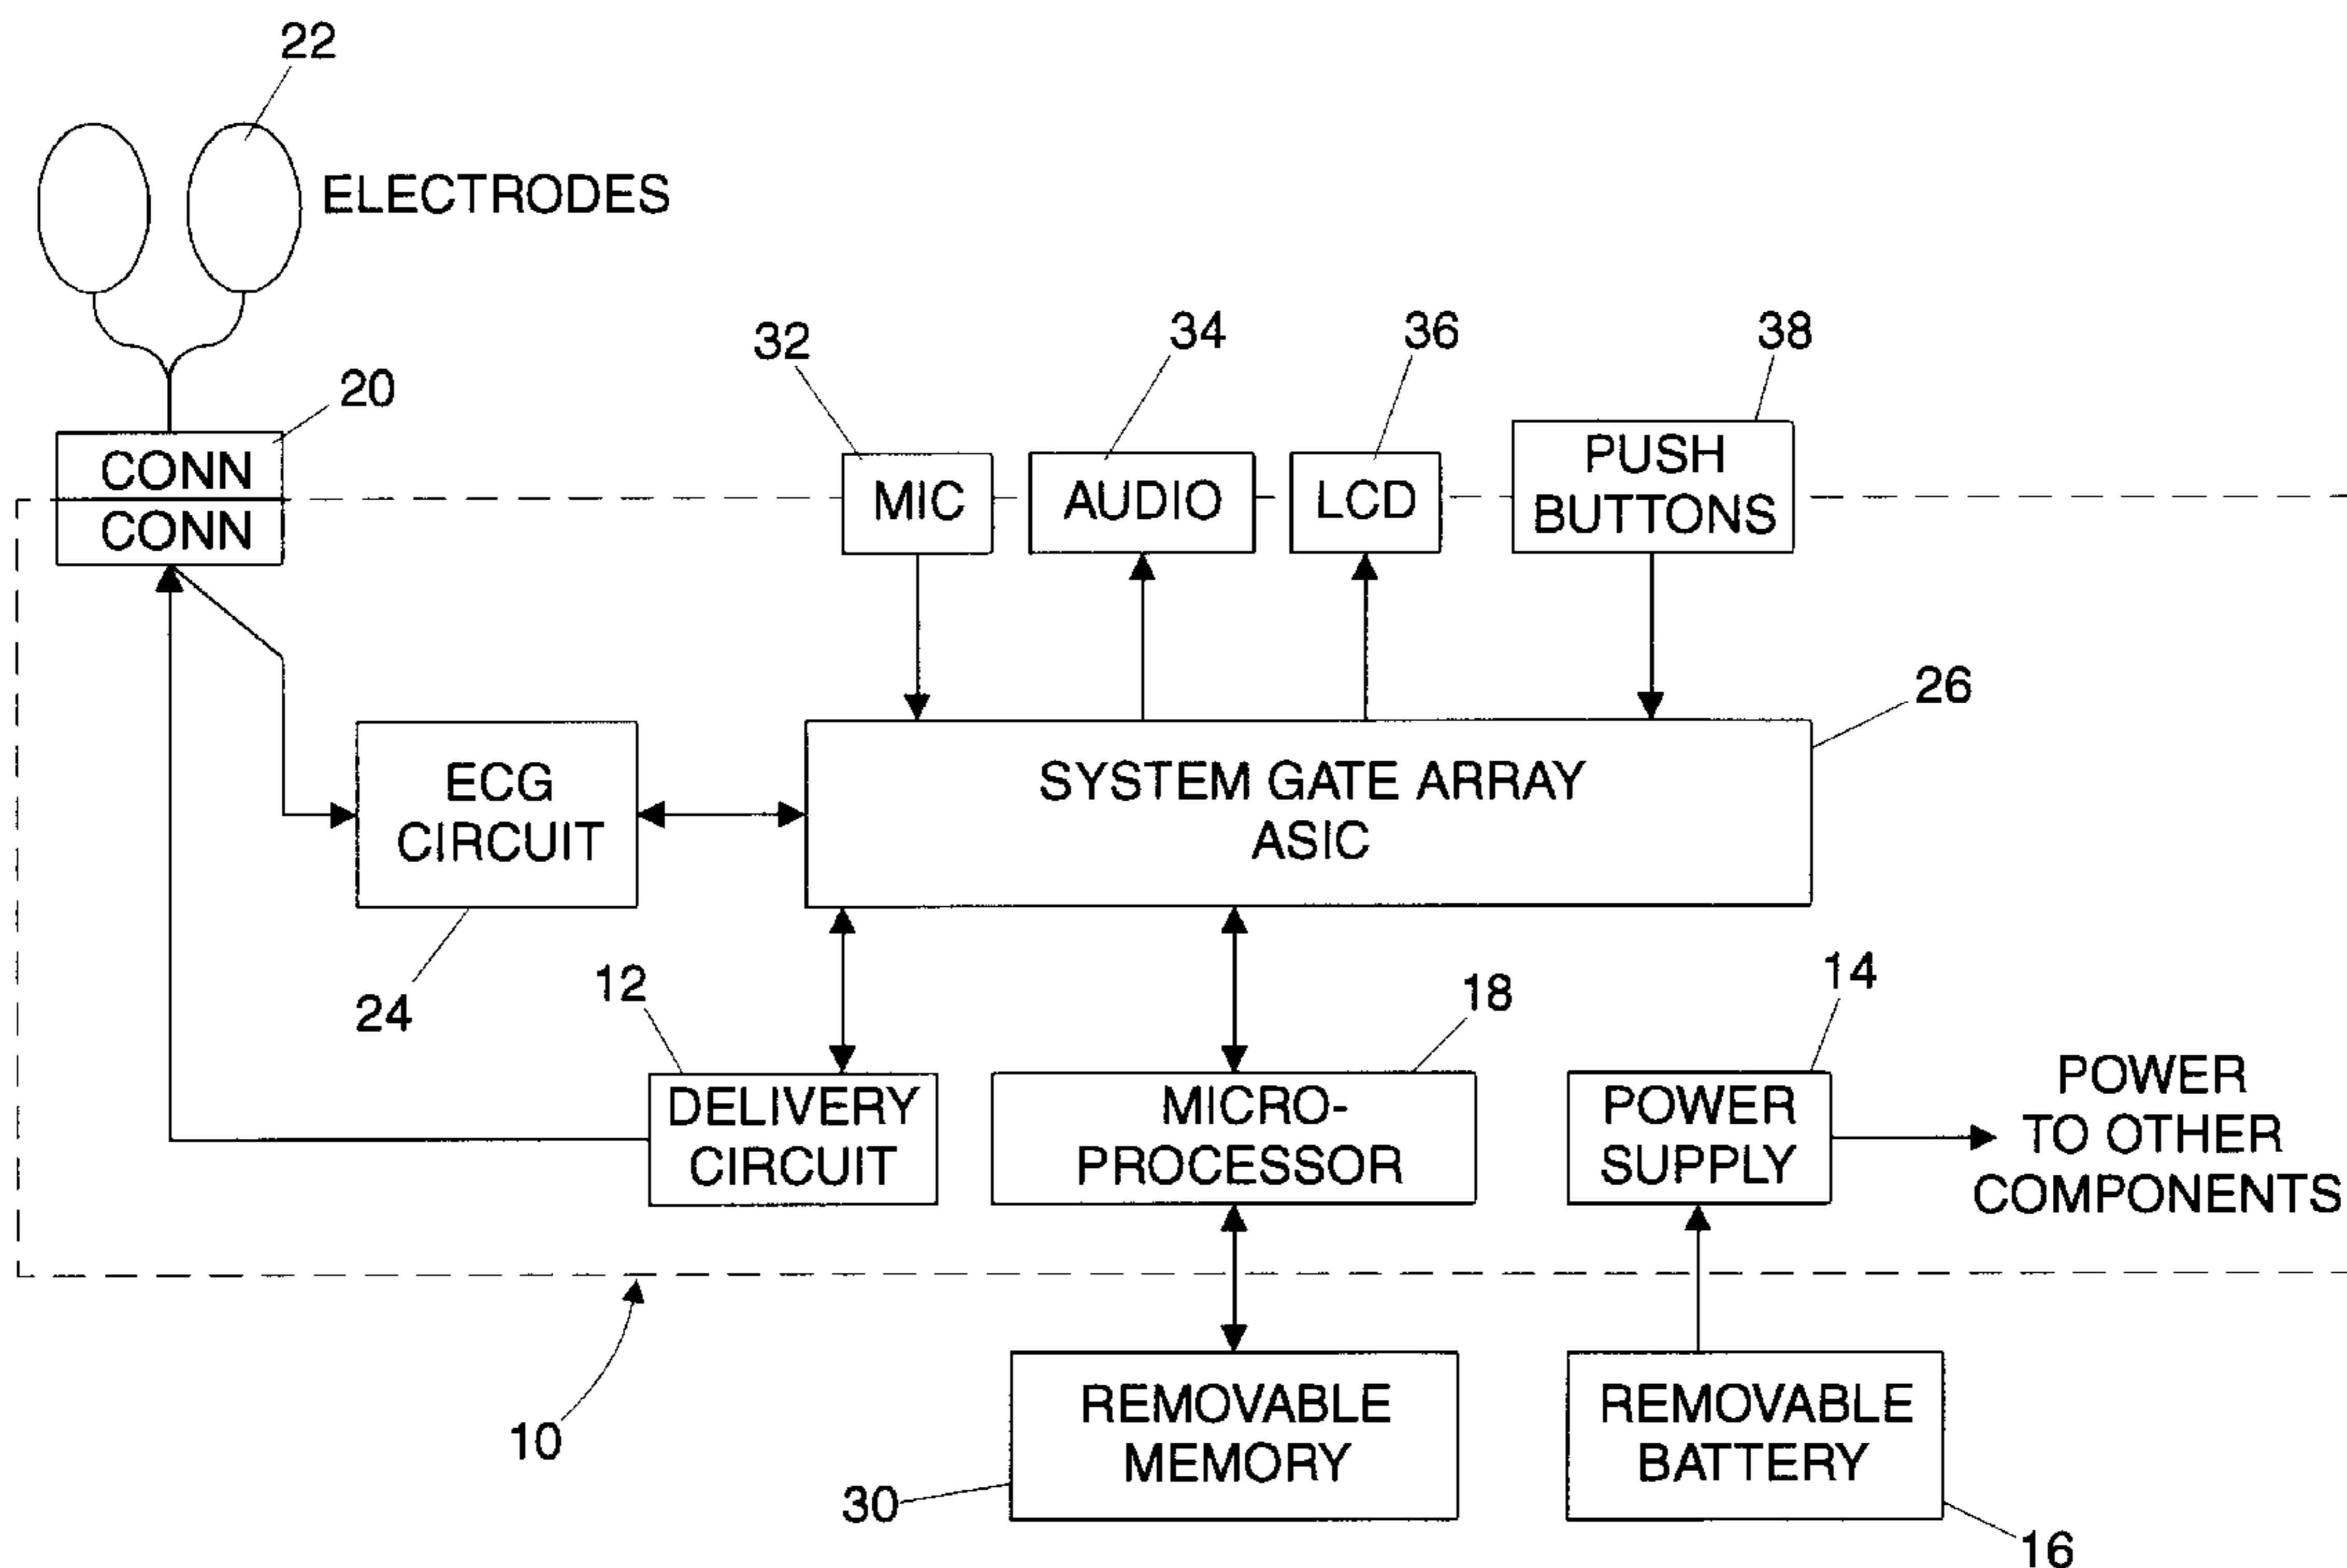 22
ELECTRODES
20
CONN
CONN
32
34
36
38
MIC
AUDIO
LCD
PUSH
BUTTONS
26
ECG
CIRCUIT
SYSTEM GATE ARRAY
ASIC
24
12
18
14
DELIVERY
CIRCUIT
MICRO-
PROCESSOR
POWER
SUPPLY
POWER
TO OTHER
COMPONENTS
10
REMOVABLE
MEMORY
REMOVABLE
BATTERY
30
16